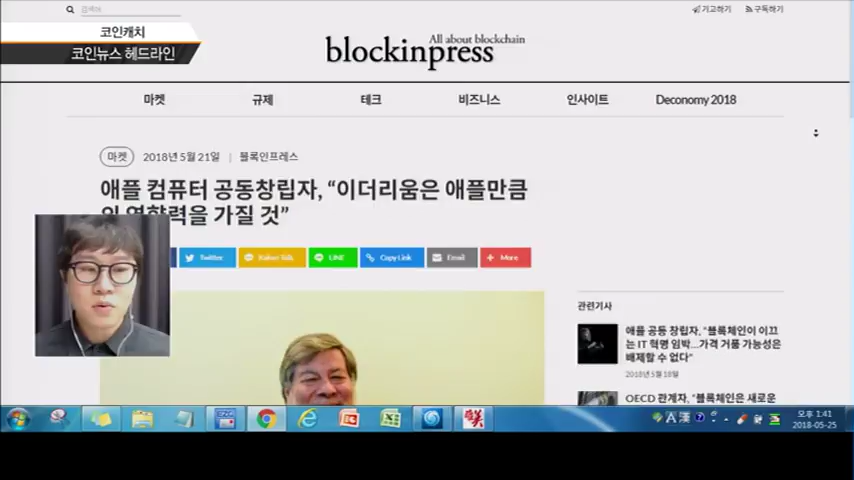 검색어
기고하기
구독하기
코인캐치
코인뉴스 헤드라인
All about blockchain
blockinpress
마켓 규제 테크 비즈니스 인사이트 Deconomy 2018
마켓 2018년 5월 21일 | 블록인프레스
애플 컴퓨터 공동창립자, “이더리움은 애플만큼
의 영향력을 가질 것”
Twitter Kakao Talk LINE Copy Link Email More
관련기사
애플 공동 창립자, “블록체인이 이끄
는 IT 혁명 임박...가격 거품 가능성은
배제할 수 없다”
2018년 5월 18일
OECD 관계자, “블록체인은 새로운
오후 1:41
2018-05-25